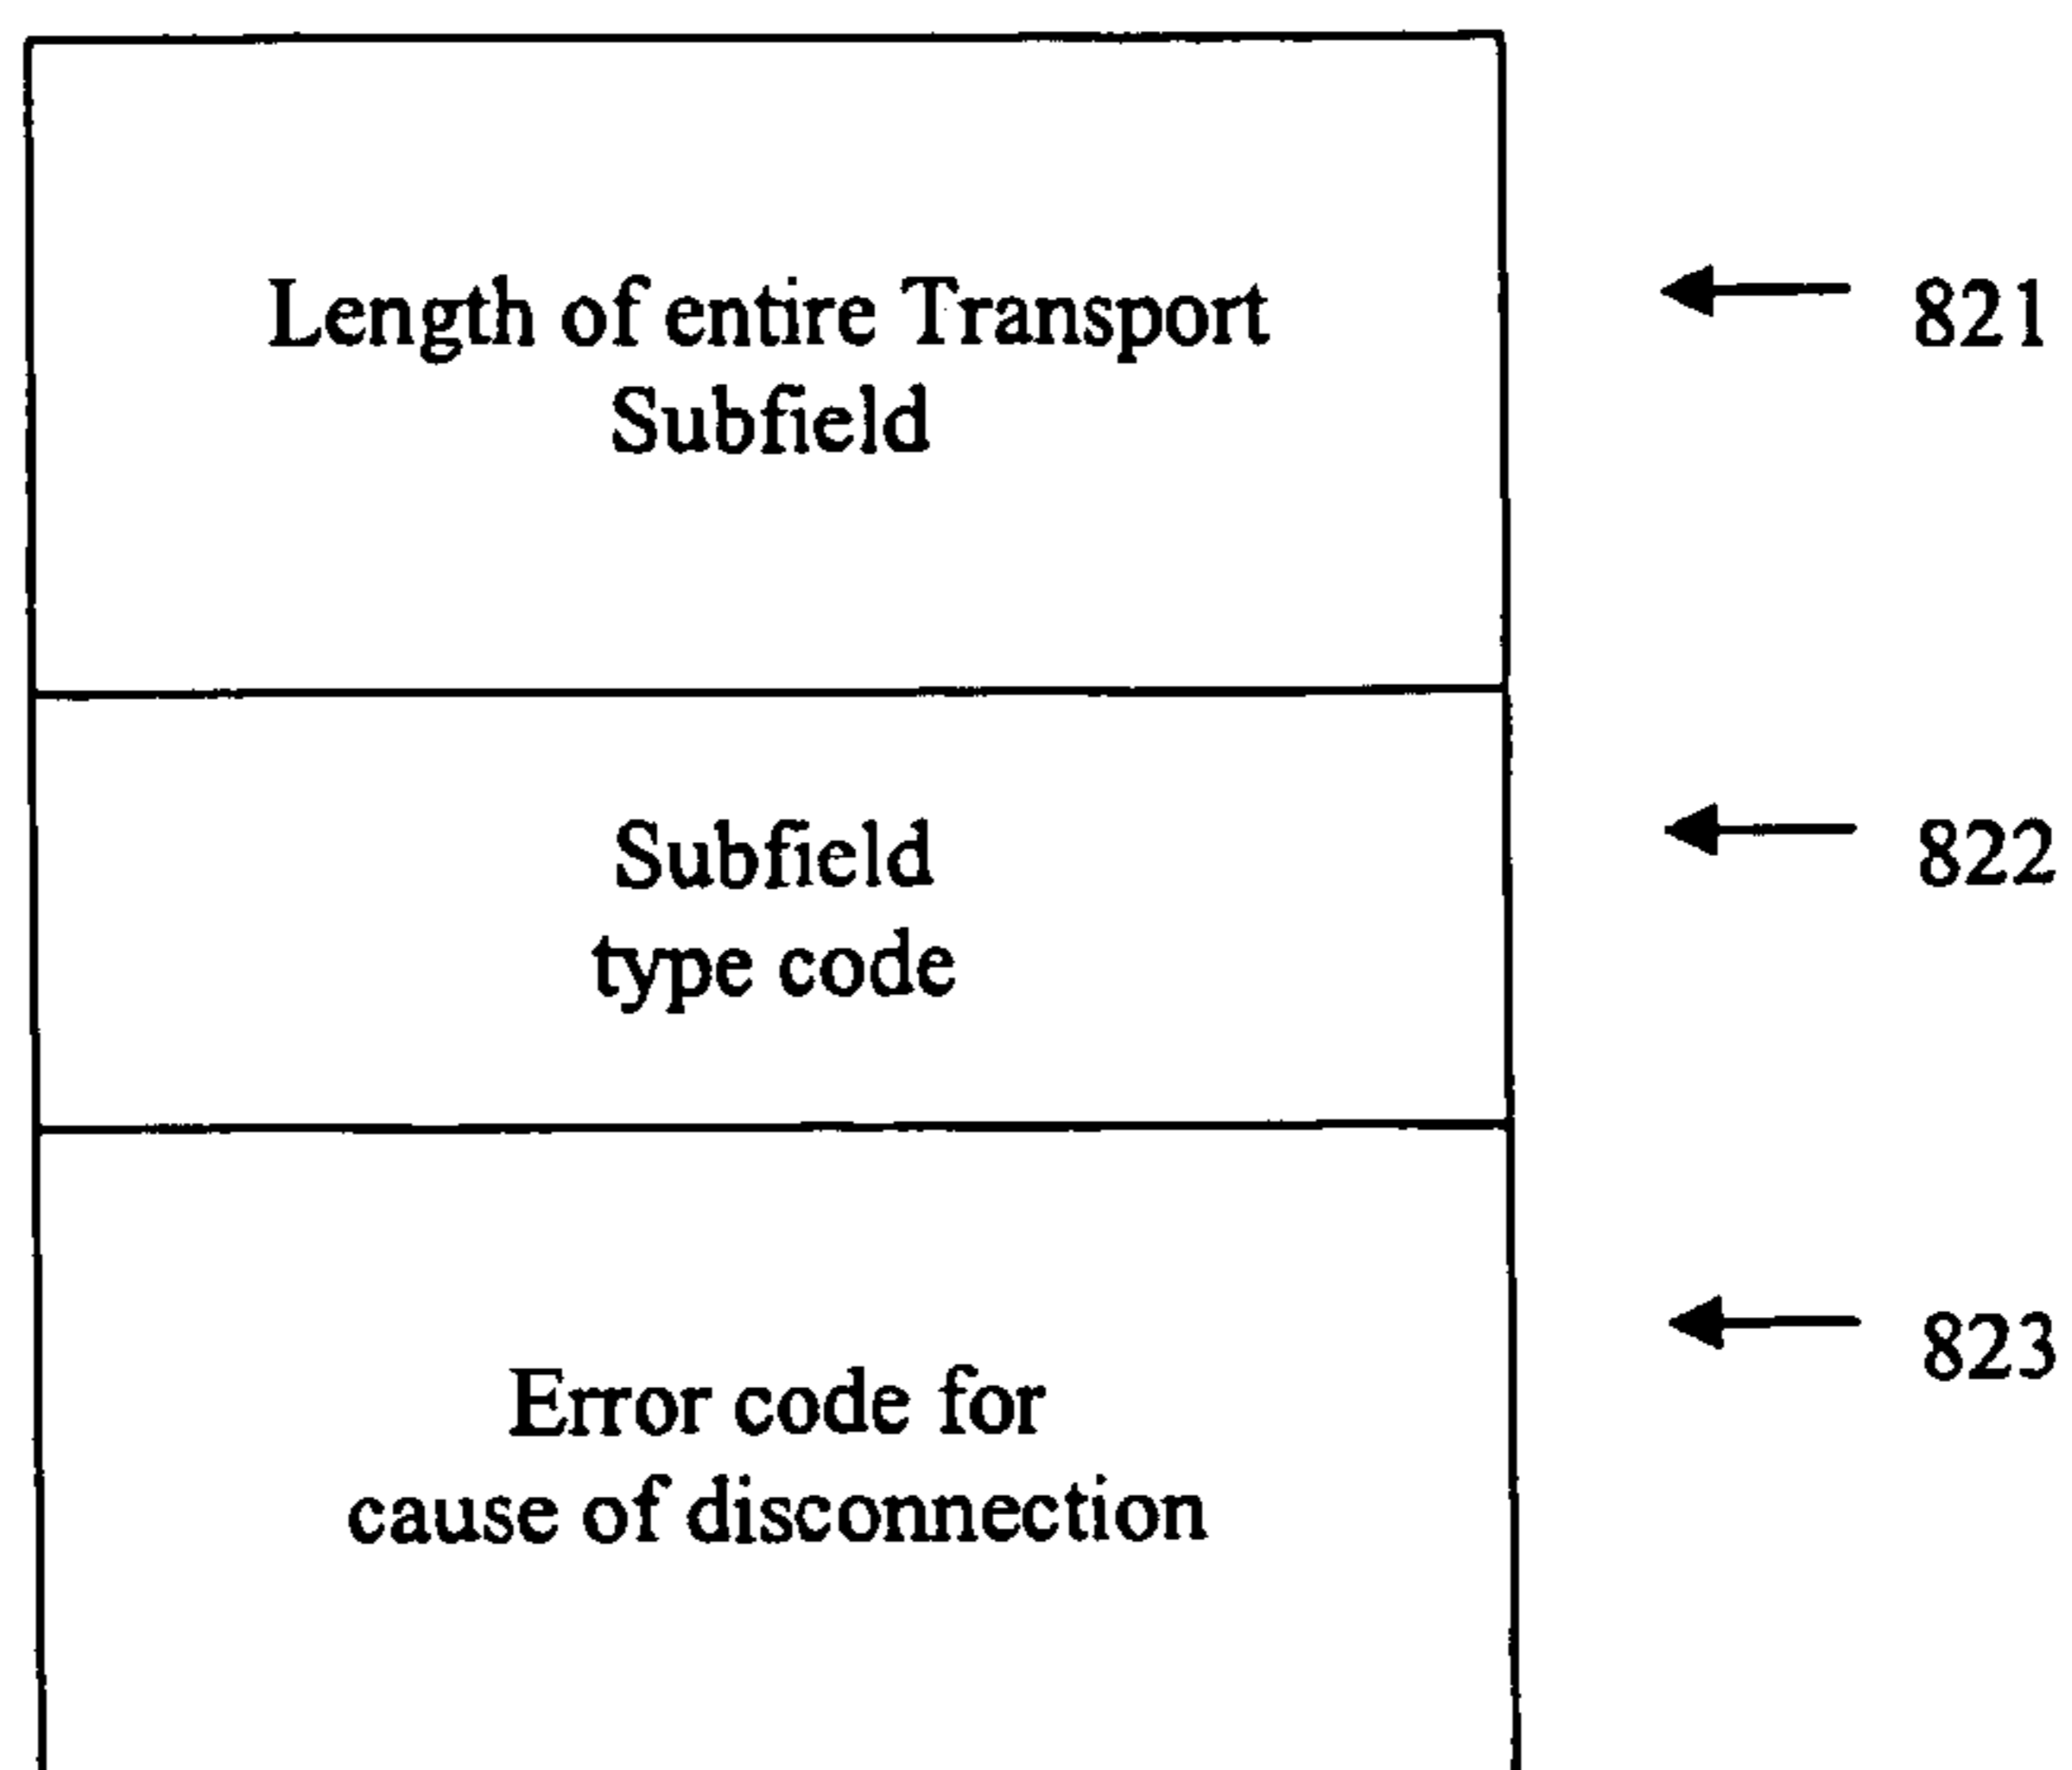 Length of entire Transport
Subfield
821
Subfield
type code
822
Error code for
cause of disconnection
823